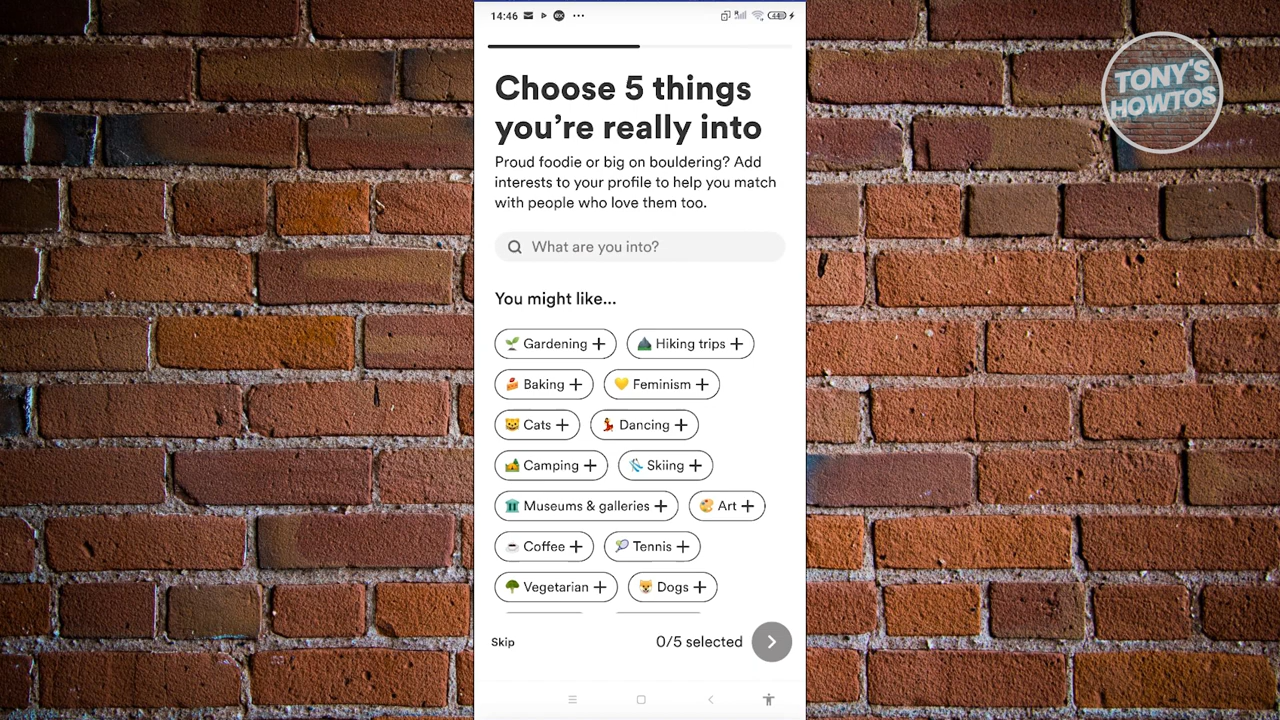 14:46
TONY'S
HOWTOS
Choose 5 things
you’re really into
Proud foodie or big on bouldering? Add
interests to your profile to help you match
with people who love them too.
What are you into?
You might like...
Gardening +
Hiking trips +
Baking +
Feminism +
Cats +
Dancing +
Camping +
Skiing +
Museums & galleries +
Art +
Coffee +
Tennis +
Vegetarian +
Dogs +
Skip
0/5 selected